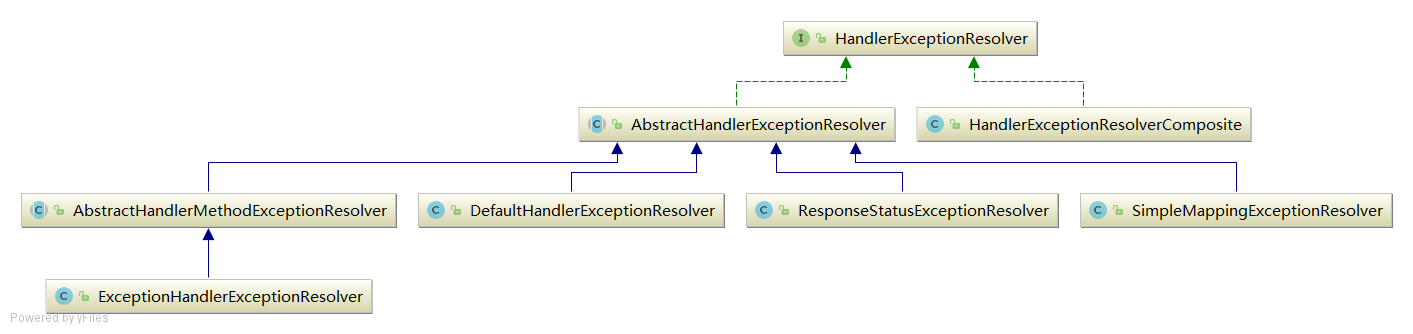 HandlerExceptionResolver
AbstractHandlerExceptionResolver
HandlerExceptionResolverComposite
AbstractHandlerMethodExceptionResolver
DefaultHandlerExceptionResolver
ResponseStatusExceptionResolver
SimpleMappingExceptionResolver
ExceptionHandlerExceptionResolver
Powered by yFiles